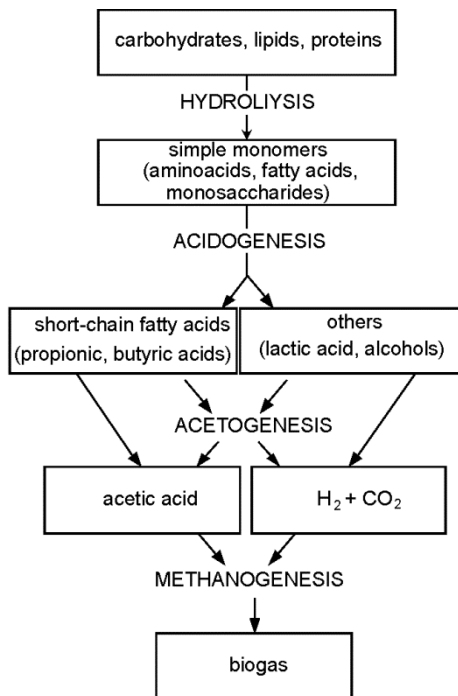 carbohydrates, lipids, proteins
HYDROLIYSIS
simple monomers
(aminoacids, fatty acids,
monosaccharides)
ACIDOGENESIS
short-chain fatty acids
(propionic, butyric acids)
others
(lactic acid, alcohols)
ACETOGENESIS
acetic acid
H₂ + CO₂
METHANOGENESIS
biogas